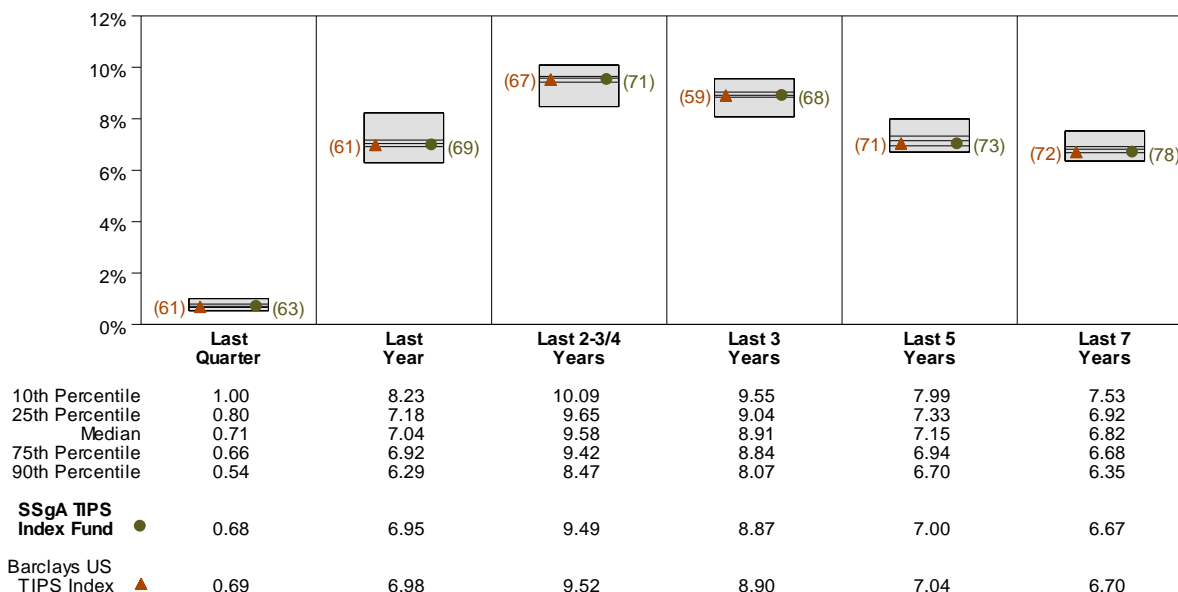 12%
10%
8%
6%
4%
2%
0%
(61) (63)
(61) (69)
(67) (71)
(59) (68)
(71) (73)
(72) (78)
Last Quarter
Last Year
Last 2-3/4 Years
Last 3 Years
Last 5 Years
Last 7 Years
10th Percentile 1.00 8.23 10.09 9.55 7.99 7.53
25th Percentile 0.80 7.18 9.65 9.04 7.33 6.92
Median 0.71 7.04 9.58 8.91 7.15 6.82
75th Percentile 0.66 6.92 9.42 8.84 6.94 6.68
90th Percentile 0.54 6.29 8.47 8.07 6.70 6.35
SSgA TIPS
Index Fund 0.68 6.95 9.49 8.87 7.00 6.67
Barclays US
TIPS Index 0.69 6.98 9.52 8.90 7.04 6.70